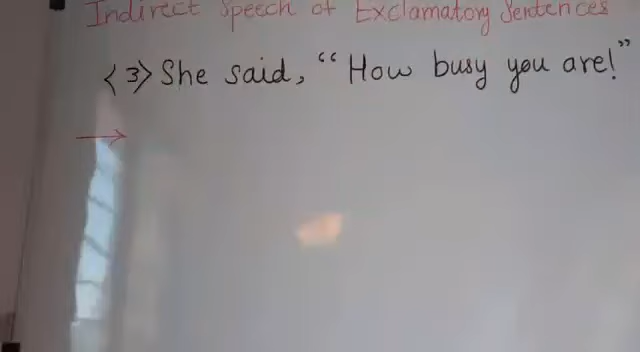 Indirect Speech of Exclamatory Sentences
<3> She said, “How busy you are!”
→